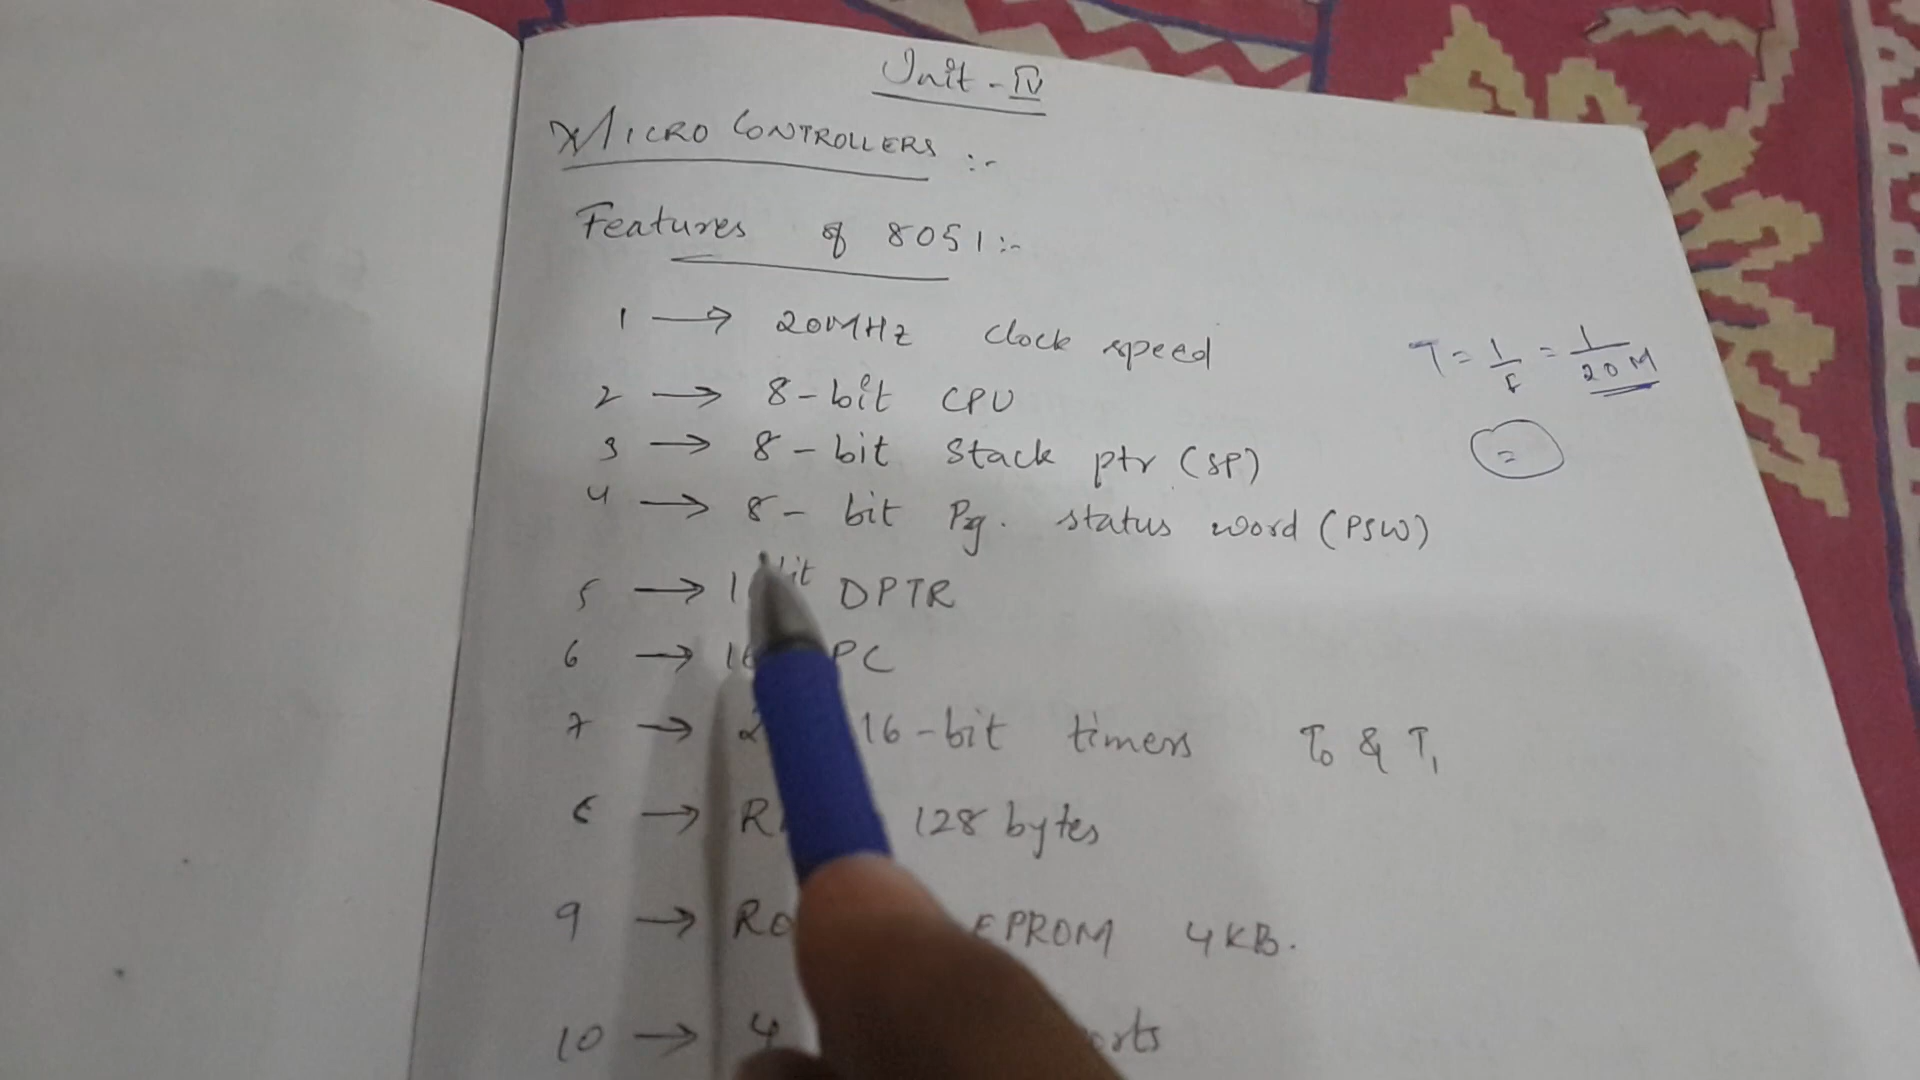 Unit - IV
MICRO CONTROLLERS :-
Features of 8051 :-
1 → 20MHz clock speed
T = 1/f = 1/20M
=
2 → 8-bit CPU
3 → 8-bit Stack ptr (SP)
4 → 8-bit Pg. status word (PSW)
5 → DPTR
6 → PC
7 → 16-bit timers T0 & T1
8 → 128 bytes
9 → EPROM 4KB.
10 → 4